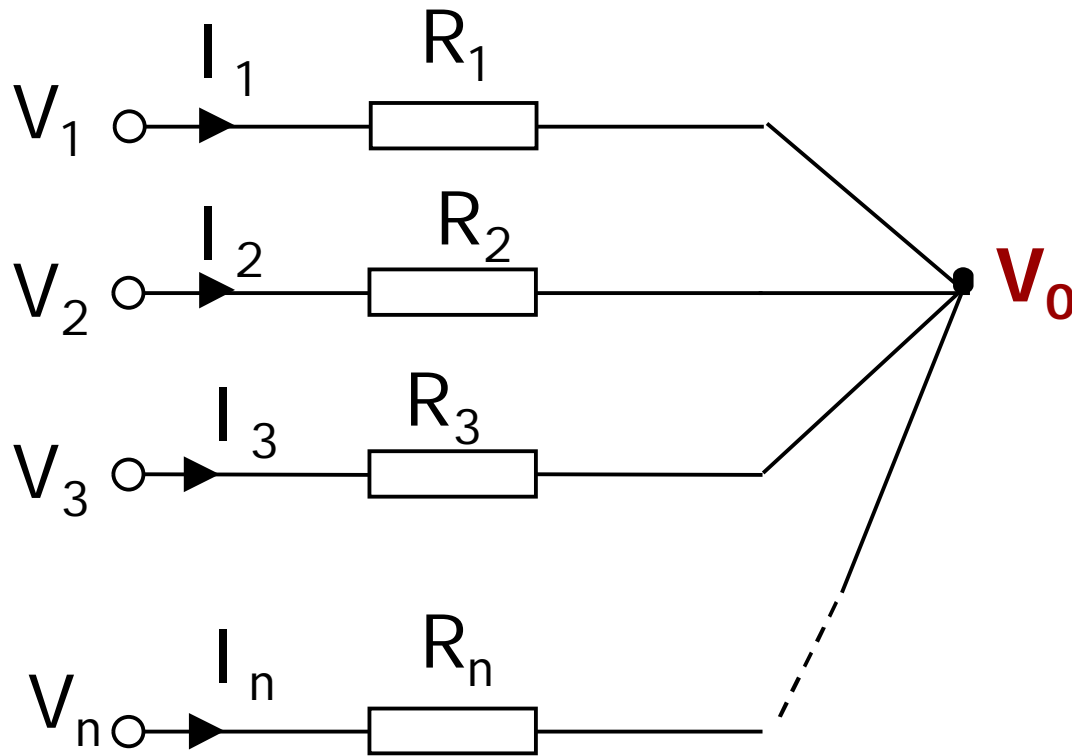 I₁ R₁
V₁
I₂ R₂
V₂ V₀
I₃ R₃
V₃
Iₙ Rₙ
Vₙ